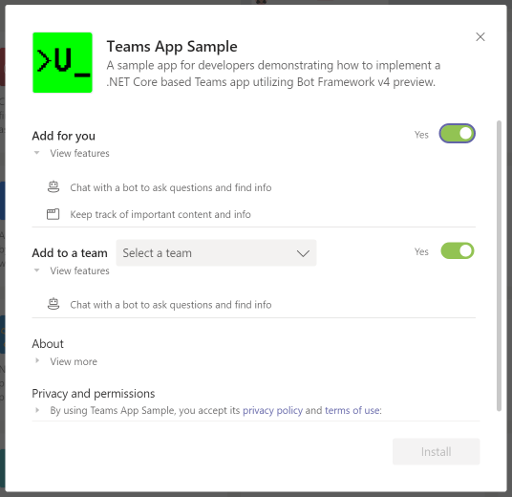 >U_
Teams App Sample
A sample app for developers demonstrating how to implement a
.NET Core based Teams app utilizing Bot Framework v4 preview.
Add for you
Yes
View features
Chat with a bot to ask questions and find info
Keep track of important content and info
Add to a team
Select a team
Yes
View features
Chat with a bot to ask questions and find info
About
View more
Privacy and permissions
By using Teams App Sample, you accept its privacy policy and terms of use:
Install